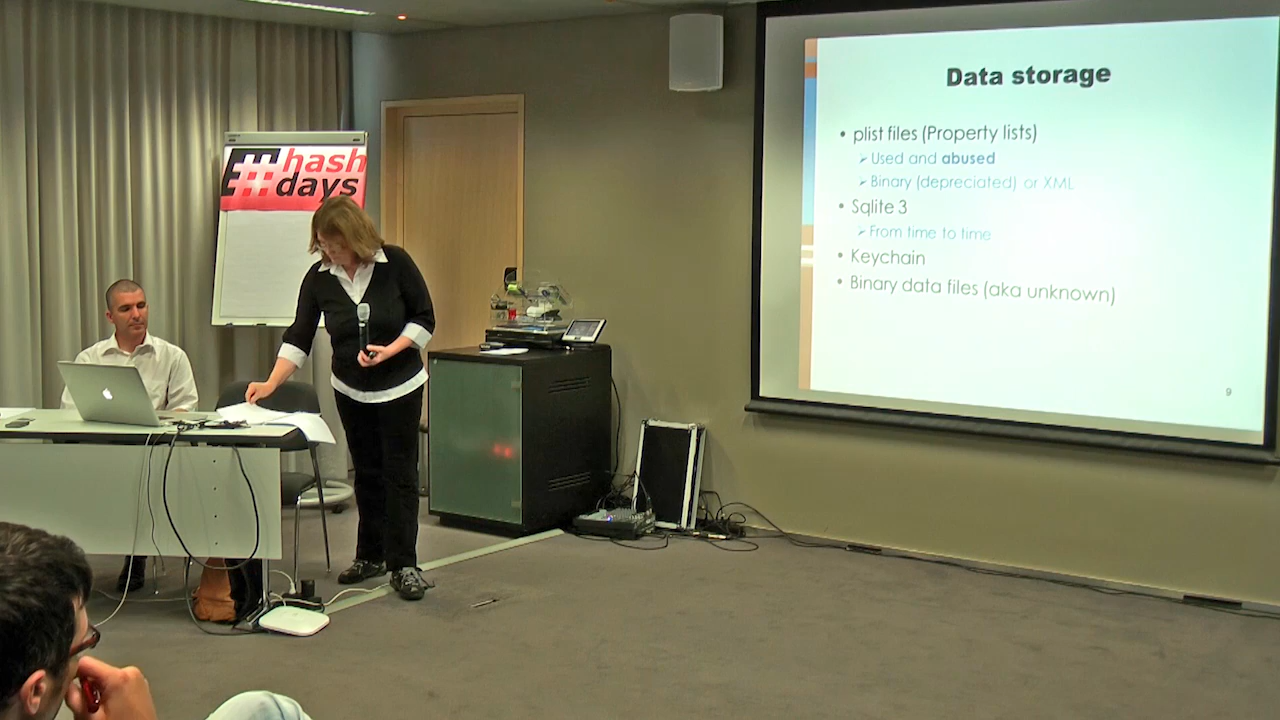 hash
days
Data storage
• plist files (Property lists)
➢ Used and abused
➢ Binary (depreciated) or XML
• Sqlite 3
➢ From time to time
• Keychain
• Binary data files (aka unknown)
9